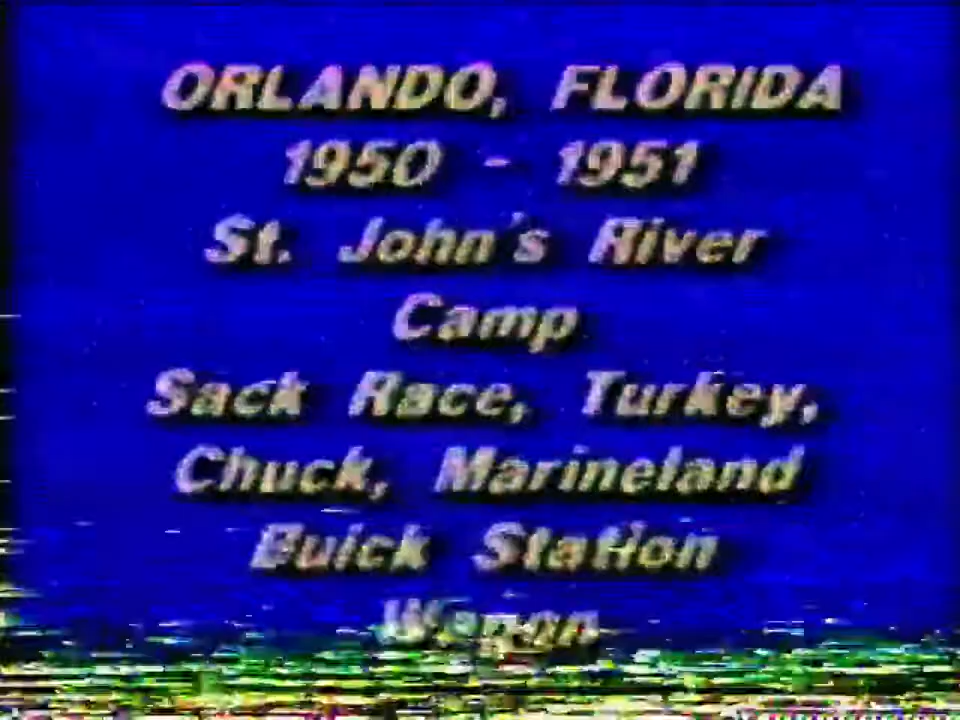 ORLANDO, FLORIDA
1950 - 1951
St. John's River
Camp
Sack Race, Turkey,
Chuck, Marineland
Buick Station
Wagon